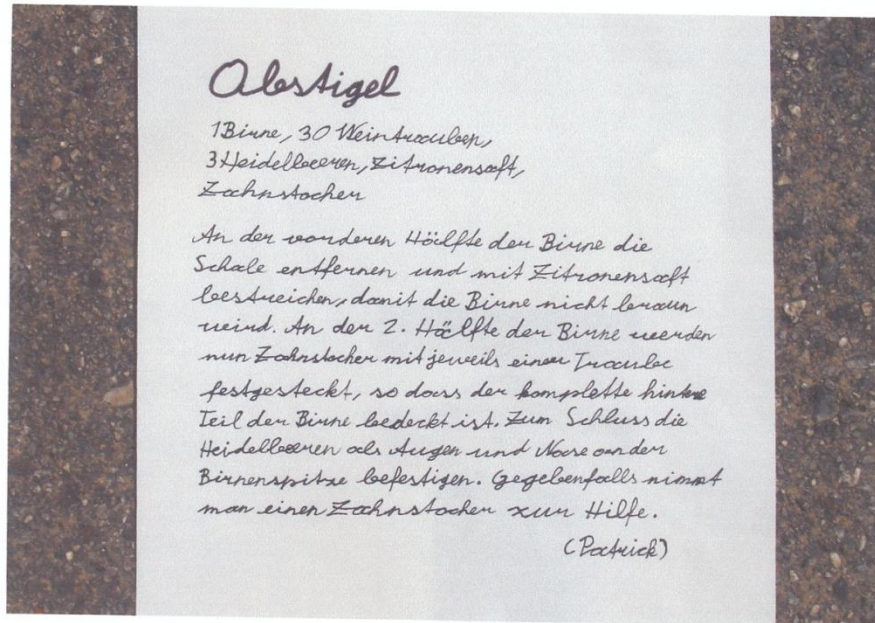 Obstigel
1 Birne, 30 Weintrauben,
3 Heidelbeeren, Zitronensaft,
Zahnstocher
An der vorderen Hälfte der Birne die
Schale entfernen und mit Zitronensaft
bestreichen, damit die Birne nicht braun
wird. An der 2. Hälfte der Birne werden
nun Zahnstocher mit jeweils einer Traube
festgesteckt, so dass der komplette hintere
Teil der Birne bedeckt ist. Zum Schluss die
Heidelbeeren als Augen und Nase an der
Birnenspitze befestigen. Gegebenfalls nimmt
man einen Zahnstocher zur Hilfe.
(Patrick)